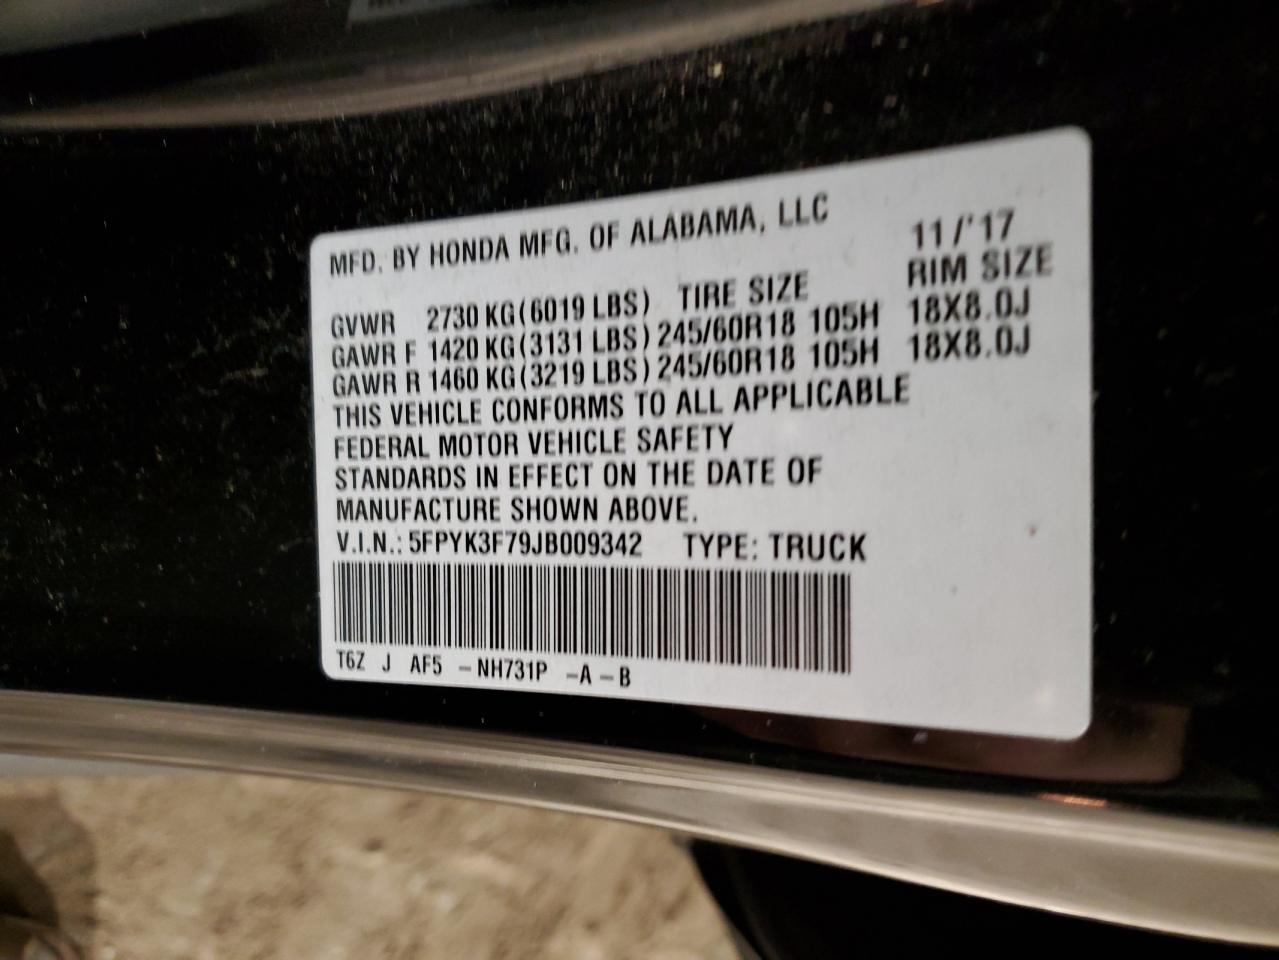 MFD. BY HONDA MFG. OF ALABAMA, LLC 11/'17
TIRE SIZE RIM SIZE
GVWR 2730 KG(6019 LBS)
GAWR F 1420 KG(3131 LBS) 245/60R18 105H 18X8.0J
GAWR R 1460 KG(3219 LBS) 245/60R18 105H 18X8.0J
THIS VEHICLE CONFORMS TO ALL APPLICABLE
FEDERAL MOTOR VEHICLE SAFETY
STANDARDS IN EFFECT ON THE DATE OF
MANUFACTURE SHOWN ABOVE.
V.I.N.: 5FPYK3F79JB009342 TYPE: TRUCK
T6Z J AF5 -NH731P -A-B